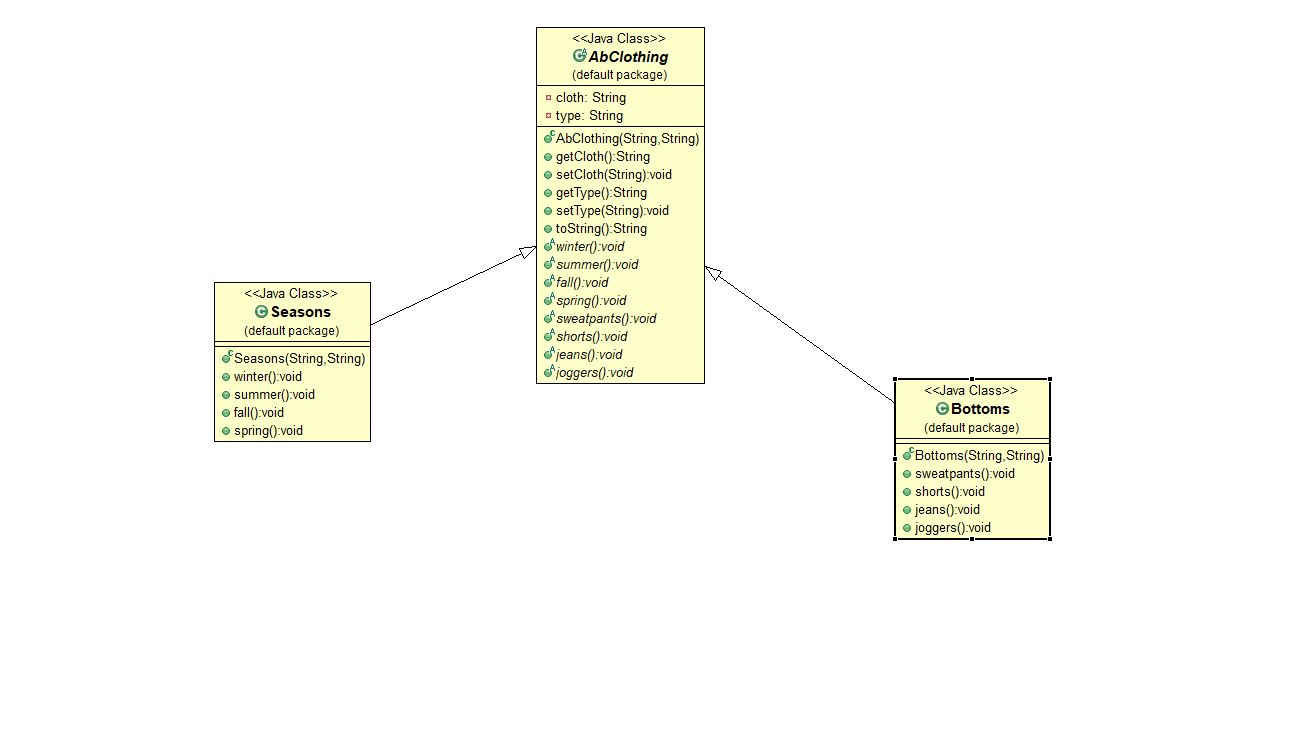 <<Java Class>>
AbClothing
(default package)
cloth: String
type: String
AbClothing(String,String)
getCloth():String
setCloth(String):void
getType():String
setType(String):void
toString():String
winter():void
summer():void
fall():void
spring():void
sweatpants():void
shorts():void
jeans():void
joggers():void
<<Java Class>>
Seasons
(default package)
Seasons(String,String)
winter():void
summer():void
fall():void
spring():void
<<Java Class>>
Bottoms
(default package)
Bottoms(String,String)
sweatpants():void
shorts():void
jeans():void
joggers():void